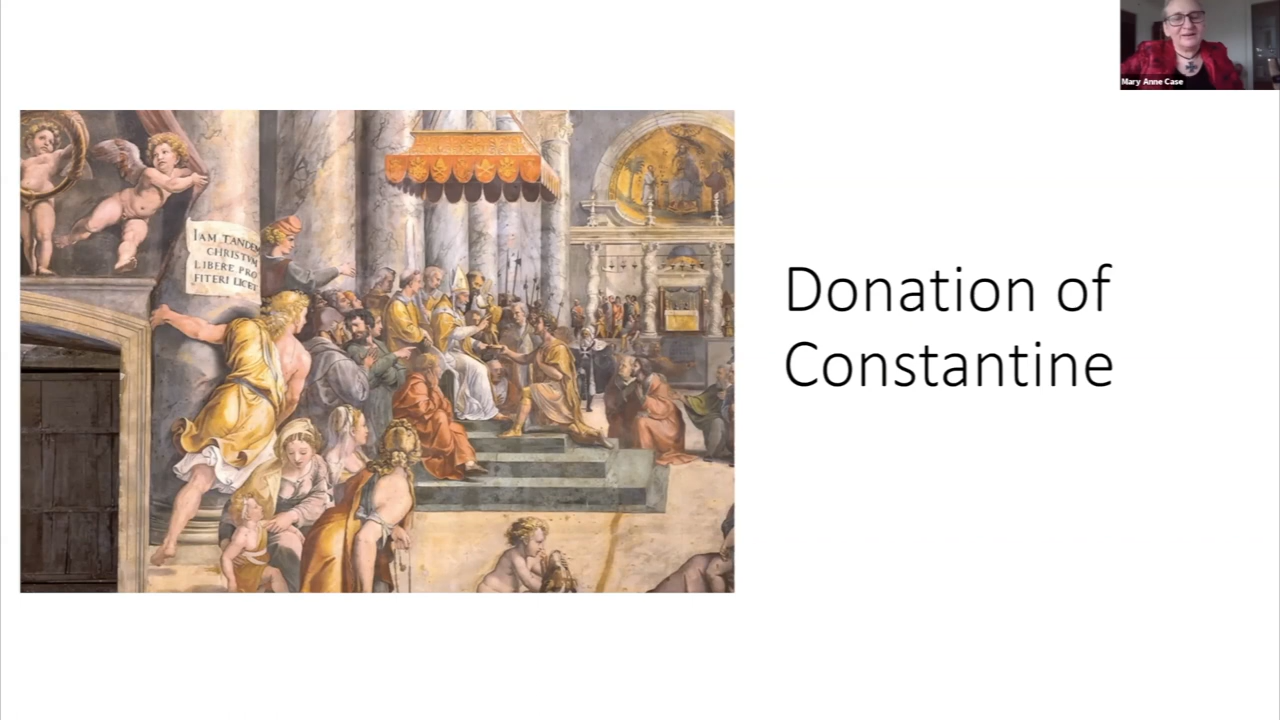 Mary Anne Case
IAM TANDEM
CHRISTVM
LIBERE PRO
FITERI LICET
Donation of
Constantine